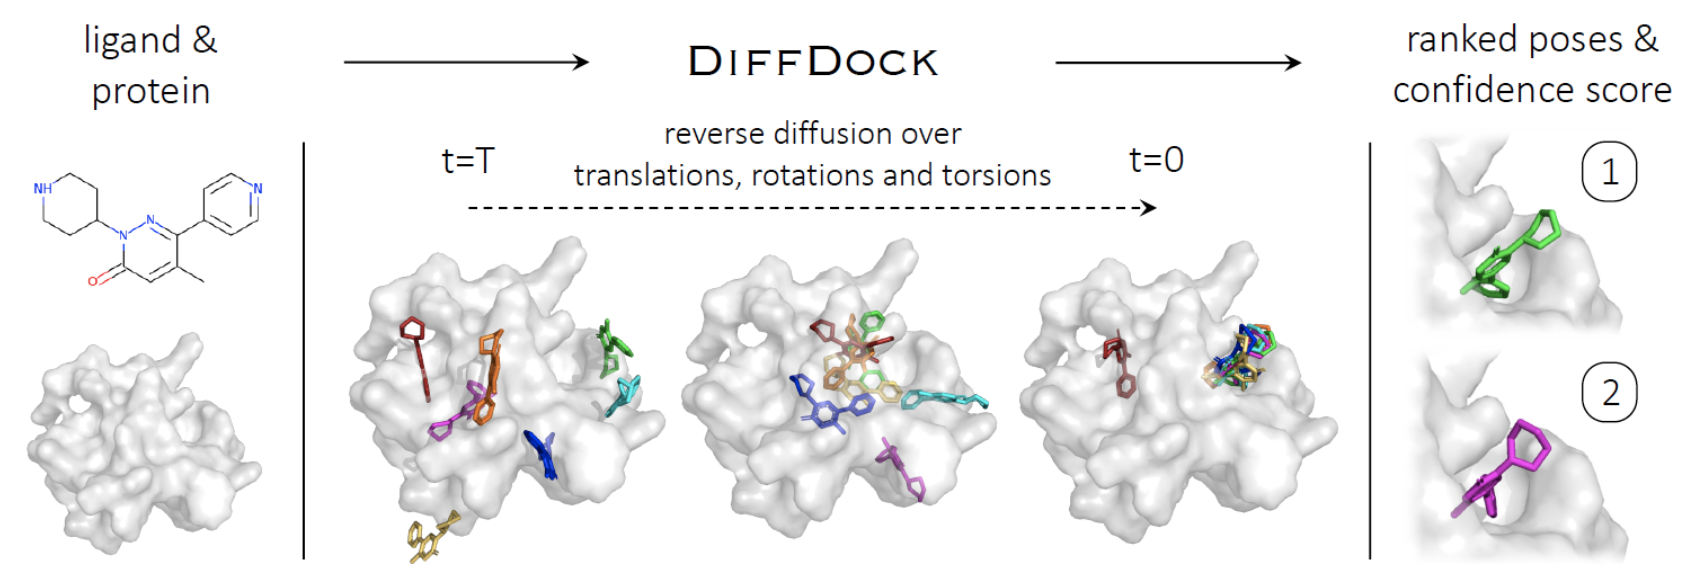 ligand &
protein
DIFFDOCK
ranked poses &
confidence score
reverse diffusion over
translations, rotations and torsions
t=T
t=0
NH
N
N
N
O
1
2